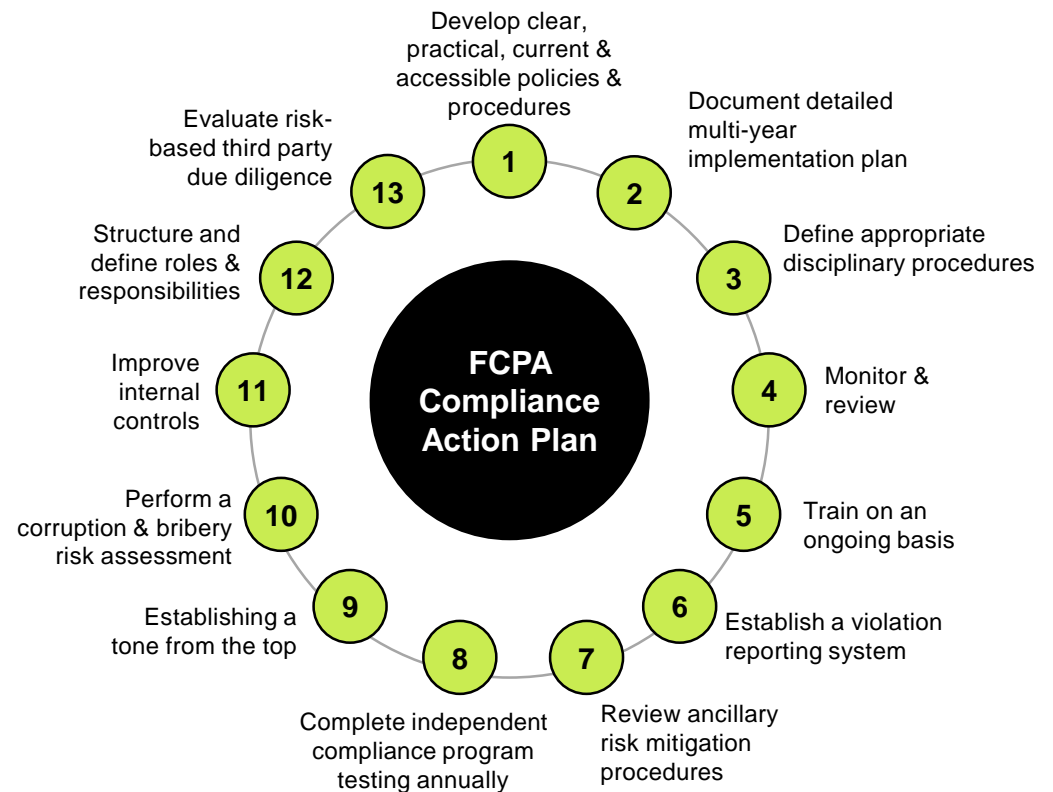 Develop clear,
practical, current &
accessible policies &
procedures
1
Document detailed
multi-year
implementation plan
2
Define appropriate
disciplinary procedures
3
Monitor &
review
4
Train on an
ongoing basis
5
Establish a violation
reporting system
6
Review ancillary
risk mitigation
procedures
7
Complete independent
compliance program
testing annually
8
Establishing a
tone from the top
9
Perform a
corruption & bribery
risk assessment
10
Improve
internal
controls
11
Structure and
define roles &
responsibilities
12
Evaluate risk-
based third party
due diligence
13
FCPA
Compliance
Action Plan